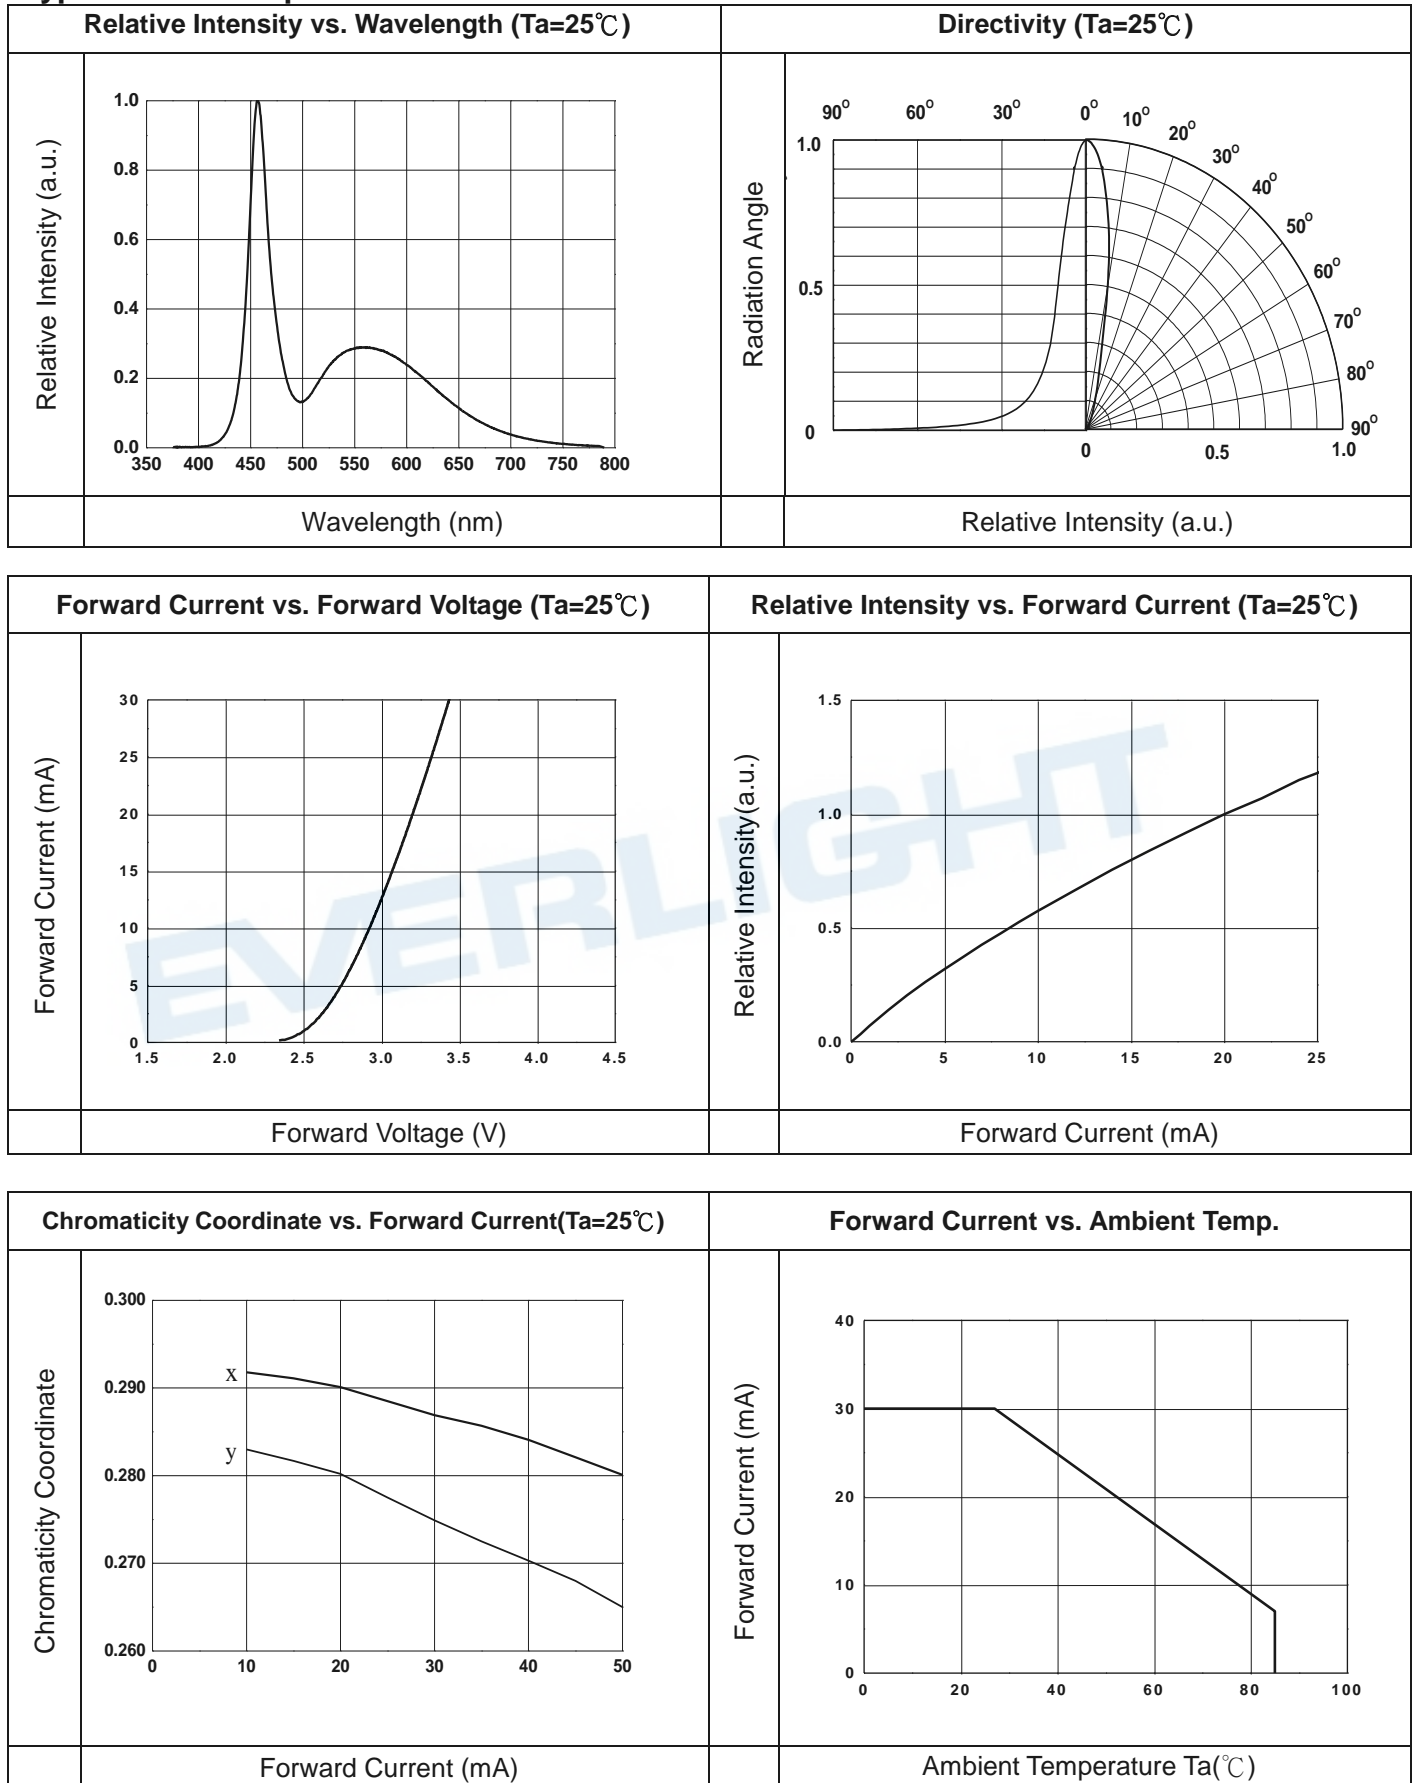 Relative Intensity vs. Wavelength (Ta=25℃)
Directivity (Ta=25℃)
Relative Intensity (a.u.)
1.0
0.8
0.6
0.4
0.2
0.0
350 400 450 500 550 600 650 700 750 800
Wavelength (nm)
Radiation Angle
90° 60° 30° 0° 10° 20° 30° 40° 50° 60° 70° 80° 90°
1.0
0.5
0
0 0.5 1.0
Relative Intensity (a.u.)
Forward Current vs. Forward Voltage (Ta=25℃)
Relative Intensity vs. Forward Current (Ta=25℃)
Forward Current (mA)
30
25
20
15
10
5
0
1.5 2.0 2.5 3.0 3.5 4.0 4.5
Forward Voltage (V)
Relative Intensity(a.u.)
1.5
1.0
0.5
0.0
0 5 10 15 20 25
Forward Current (mA)
EVERLIGHT
Chromaticity Coordinate vs. Forward Current(Ta=25℃)
Forward Current vs. Ambient Temp.
Chromaticity Coordinate
0.300
0.290
0.280
0.270
0.260
x
y
0 10 20 30 40 50
Forward Current (mA)
Forward Current (mA)
40
30
20
10
0
0 20 40 60 80 100
Ambient Temperature Ta(℃)